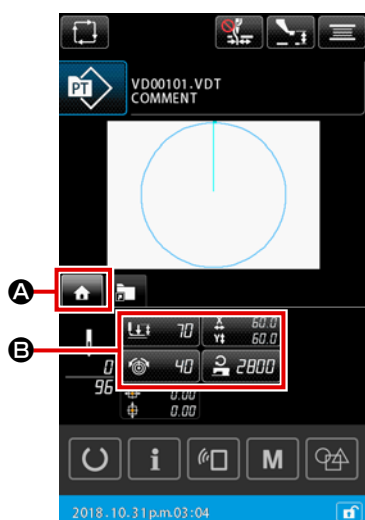 PT
VD00101.VDT
COMMENT
A
B
70
X 60.0
Y 60.0
0
96
40
2800
0.00
0.00
i
M
2018.10.31 p.m.03:04